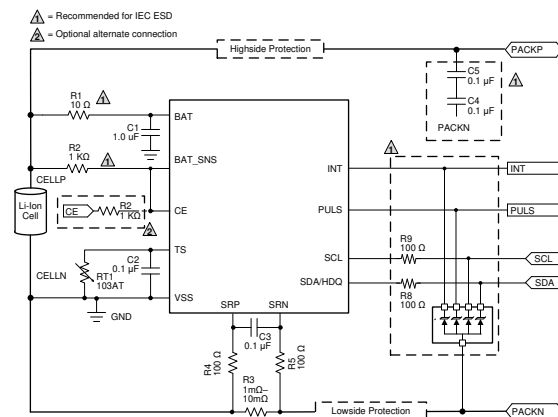 1 = Recommended for IEC ESD
2 = Optional alternate connection
Highside Protection
PACKP
C5
0.1 µF
C4
0.1 µF
PACKN
1
R1
10 Ω
1
BAT
C1
1.0 uF
R2
1 KΩ
1
BAT_SNS
CELLP
Li-Ion
Cell
CE
R2
1 KΩ
2
CE
TS
C2
0.1 µF
CELLN
RT1
103AT
VSS
GND
SRP
SRN
C3
0.1 µF
R4
100 Ω
R5
100 Ω
R3
1mΩ–
10mΩ
1
INT
INT
PULS
PULS
SCL
R9
100 Ω
SCL
SDA/HDQ
R8
100 Ω
SDA
Lowside Protection
PACKN